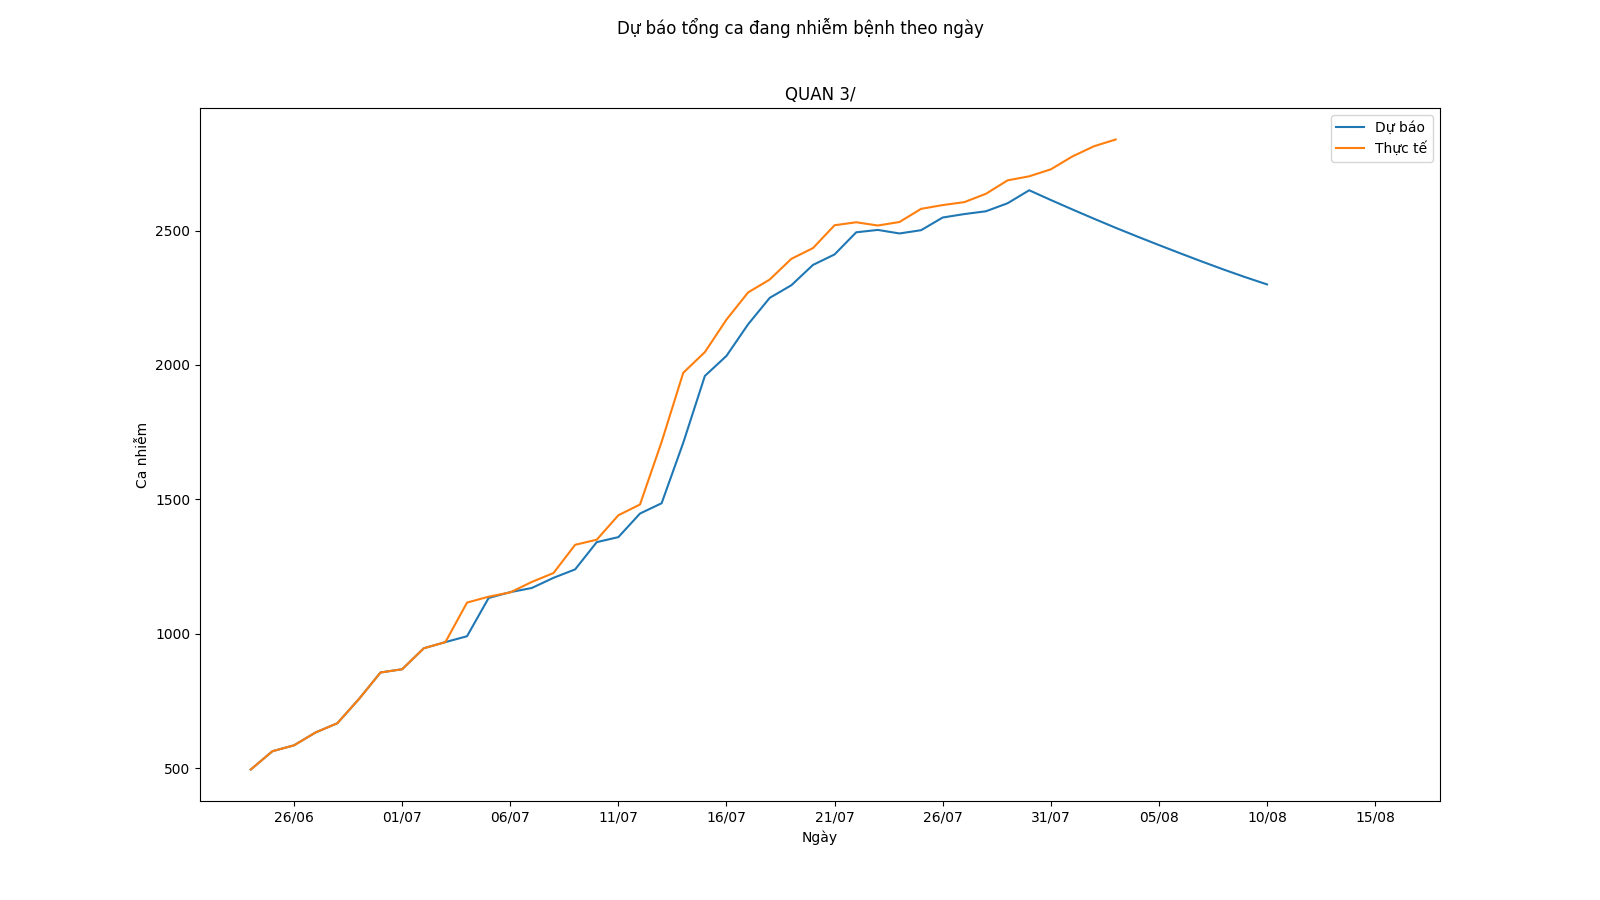 Dự báo tổng ca đang nhiễm bệnh theo ngày
QUAN 3/
Dự báo
Thực tế
Ca nhiễm
2500
2000
1500
1000
500
26/06 01/07 06/07 11/07 16/07 21/07 26/07 31/07 05/08 10/08 15/08
Ngày